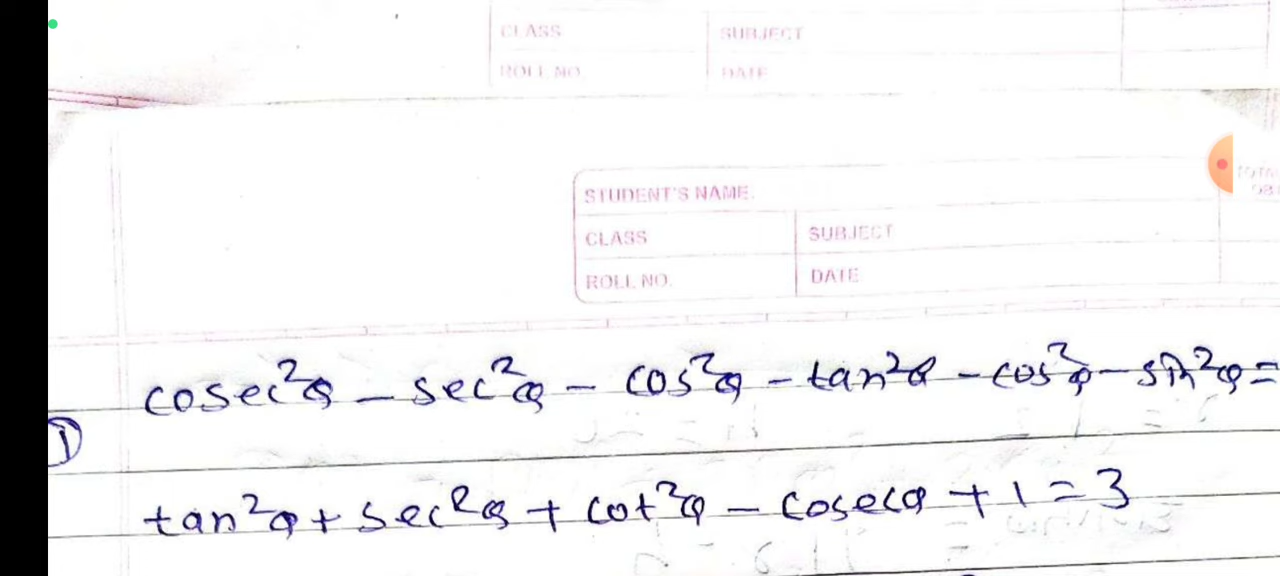 CLASS SUBJECT
ROLL NO. DATE
STUDENT'S NAME.
CLASS SUBJECT
ROLL NO. DATE
① cosec²θ - sec²θ - cos²θ - tan²θ - cos²θ - sin²θ =
tan²θ + sec²θ + cot²θ - cosecθ + 1 = 3